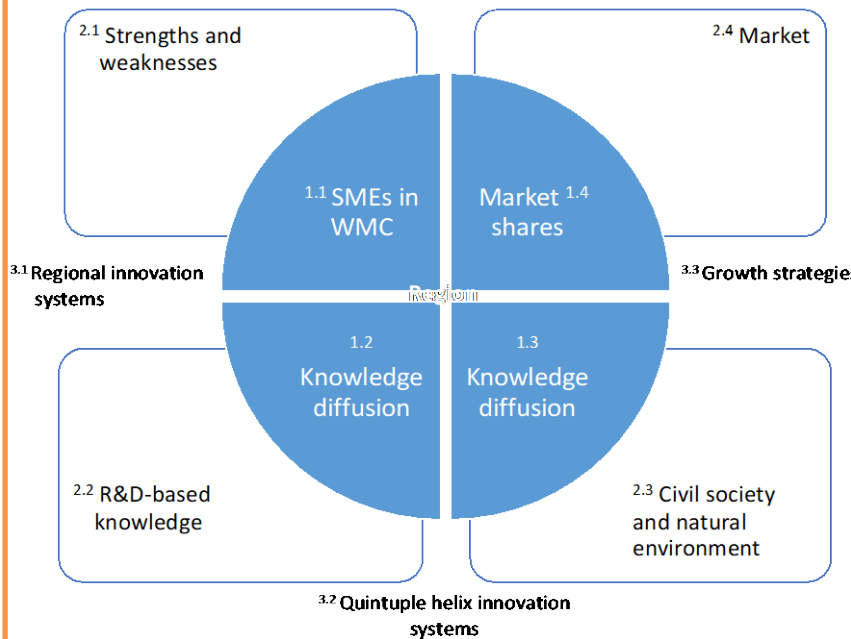 2.1 Strengths and
weaknesses
2.4 Market
1.1 SMEs in
WMC
Market 1.4
shares
3.1 Regional innovation
systems
3.3 Growth strategie
Region
1.2
Knowledge
diffusion
1.3
Knowledge
diffusion
2.2 R&D-based
knowledge
2.3 Civil society
and natural
environment
3.2 Quintuple helix innovation
systems